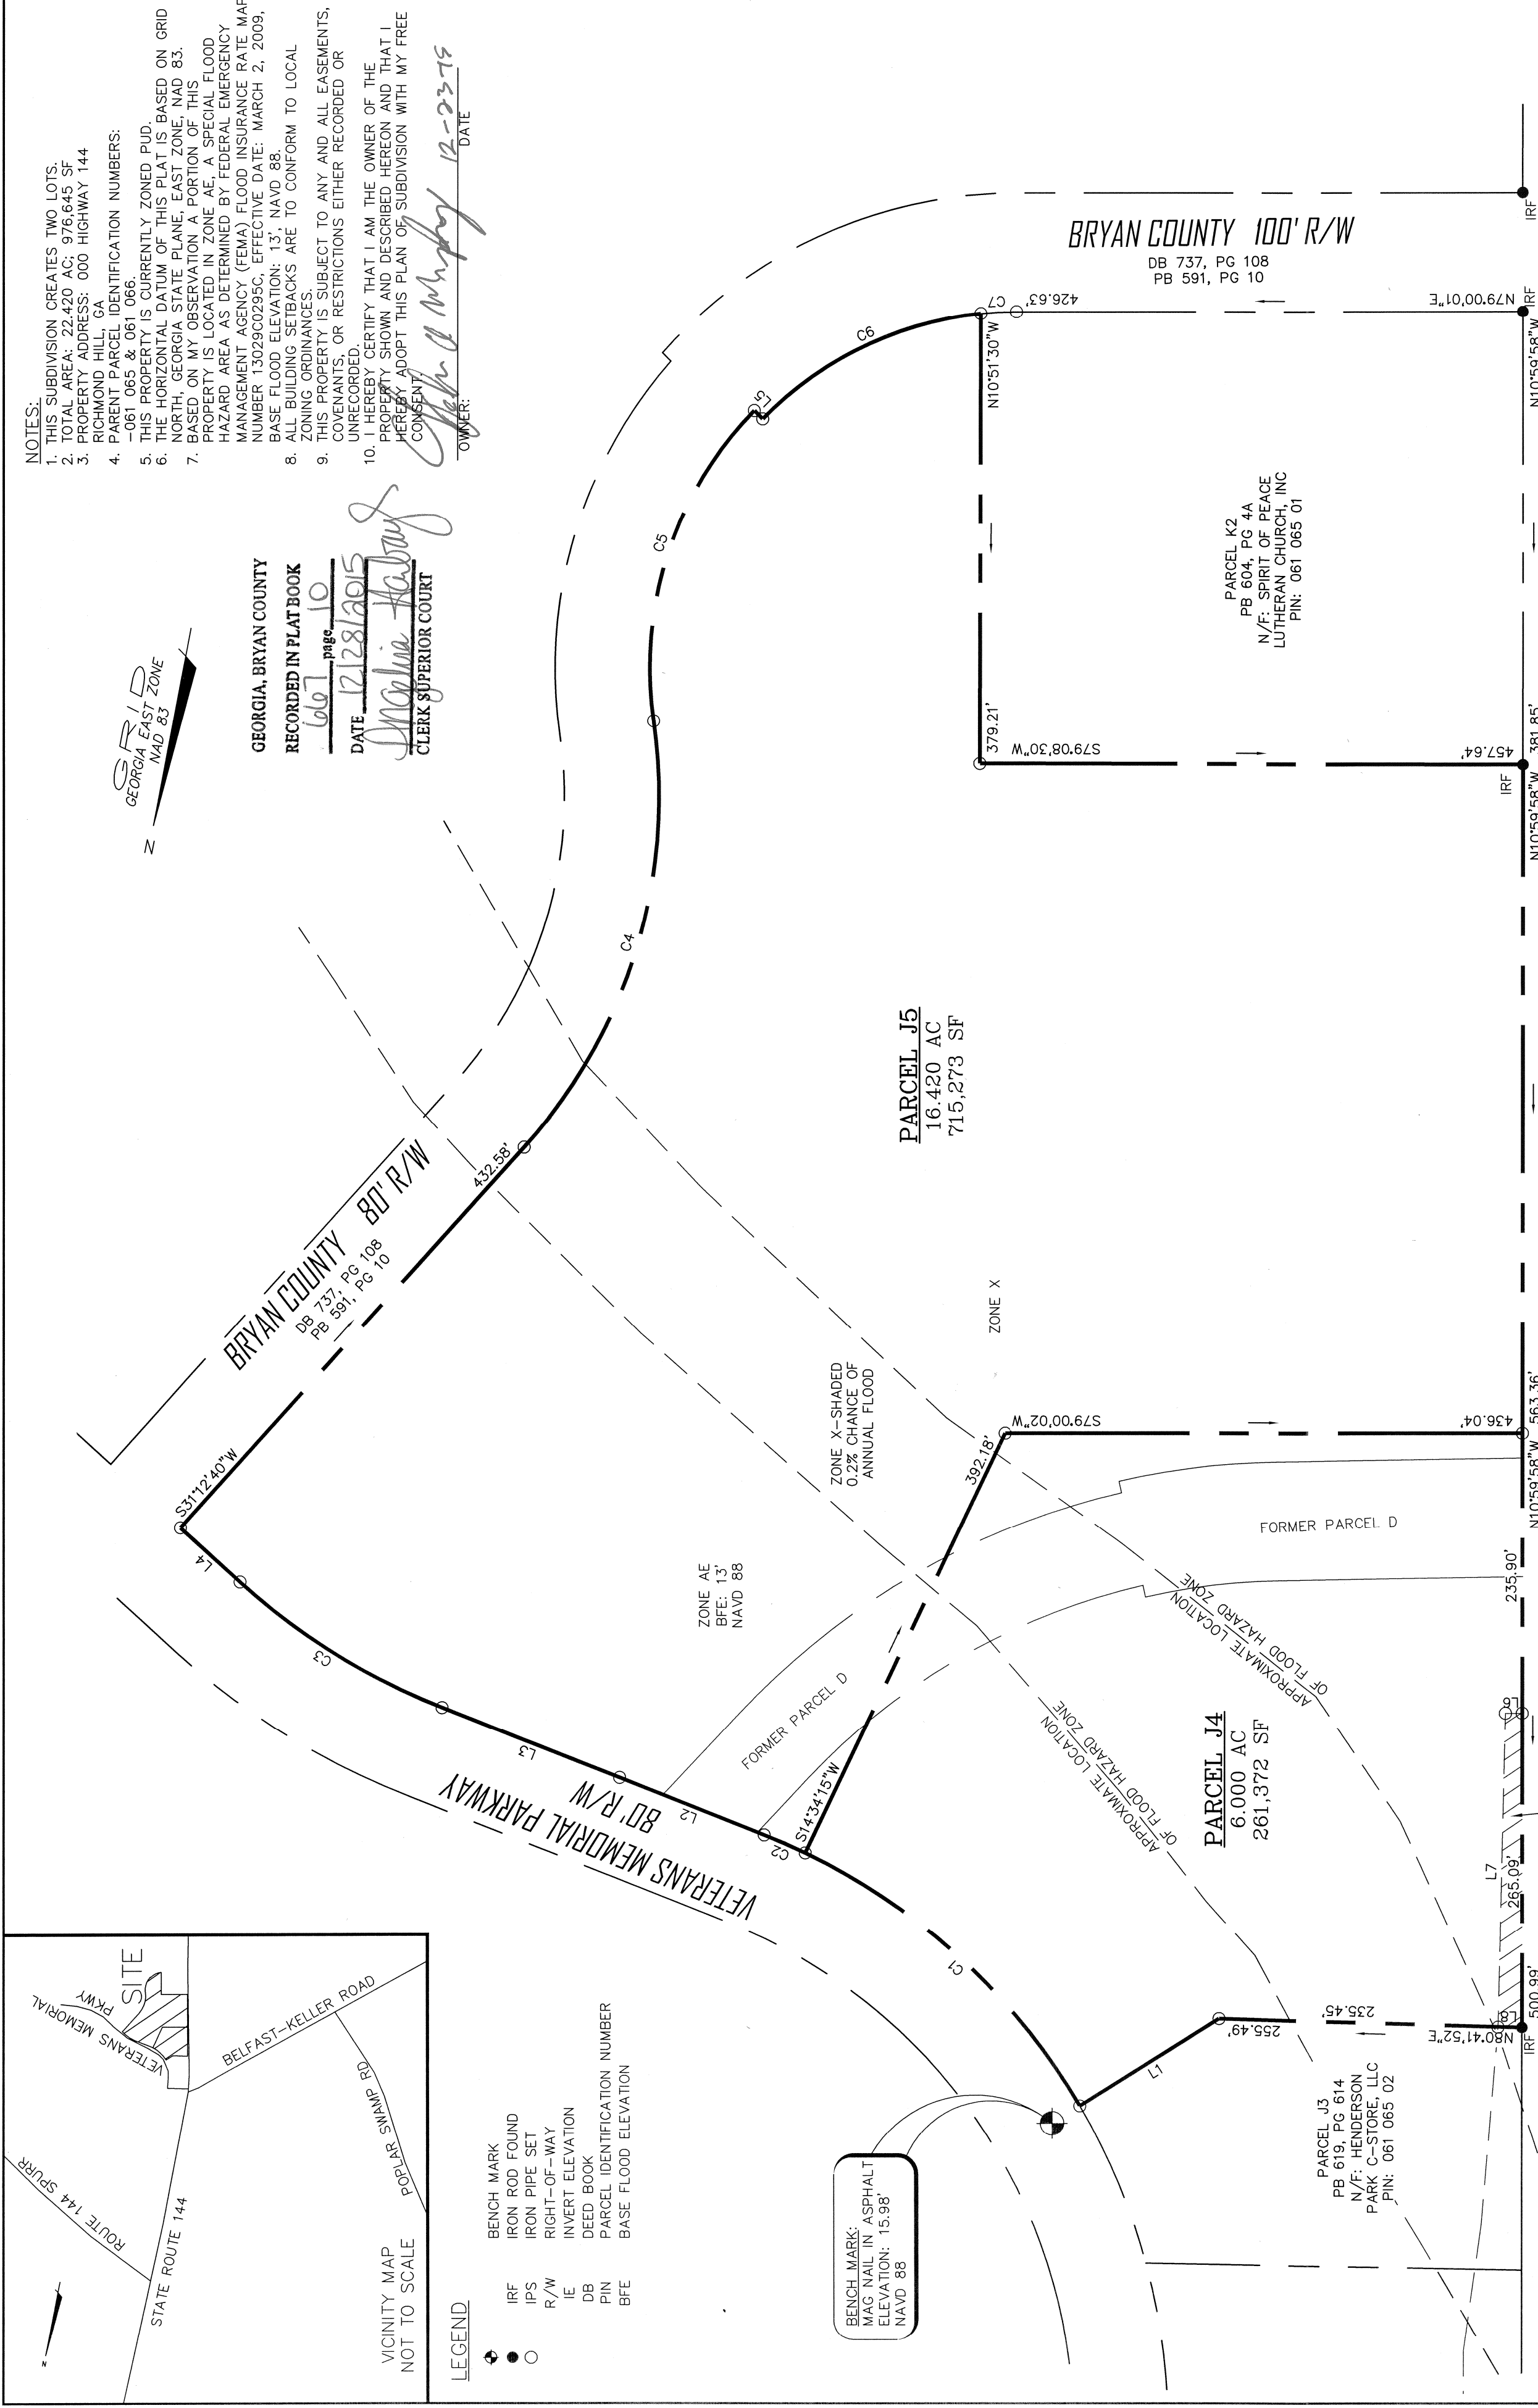 NOTES:
1. THIS SUBDIVISION CREATES TWO LOTS.
2. TOTAL AREA: 22.420 AC; 976,645 SF
3. PROPERTY ADDRESS: 000 HIGHWAY 144
RICHMOND HILL, GA
4. PARENT PARCEL IDENTIFICATION NUMBERS:
-061 065 & 061 066.
5. THIS PROPERTY IS CURRENTLY ZONED PUD.
6. THE HORIZONTAL DATUM OF THIS PLAT IS BASED ON GRID
NORTH, GEORGIA STATE PLANE, EAST ZONE, NAD 83.
7. BASED ON MY OBSERVATION A PORTION OF THIS
PROPERTY IS LOCATED IN ZONE AE, A SPECIAL FLOOD
HAZARD AREA AS DETERMINED BY FEDERAL EMERGENCY
MANAGEMENT AGENCY (FEMA) FLOOD INSURANCE RATE MAP
NUMBER 13029C0295C, EFFECTIVE DATE: MARCH 2, 2009,
BASE FLOOD ELEVATION: 13', NAVD 88.
8. ALL BUILDING SETBACKS ARE TO CONFORM TO LOCAL
ZONING ORDINANCES.
9. THIS PROPERTY IS SUBJECT TO ANY AND ALL EASEMENTS,
COVENANTS, OR RESTRICTIONS EITHER RECORDED OR
UNRECORDED.
10. I HEREBY CERTIFY THAT I AM THE OWNER OF THE
PROPERTY SHOWN AND DESCRIBED HEREON AND THAT I
HEREBY ADOPT THIS PLAN OF SUBDIVISION WITH MY FREE
CONSENT.
OWNER: DATE
GEORGIA, BRYAN COUNTY
RECORDED IN PLAT BOOK
667 page 10
DATE 12/28/2015
Angelina
CLERK SUPERIOR COURT
GRID
GEORGIA EAST ZONE
NAD 83
N
VETERANS MEMORIAL
PKWY
SITE
BELFAST-KELLER ROAD
POPLAR SWAMP RD
ROUTE 144 SPURR
STATE ROUTE 144
N
VICINITY MAP
NOT TO SCALE
LEGEND
BENCH MARK
IRF IRON ROD FOUND
IPS IRON PIPE SET
R/W RIGHT-OF-WAY
IE INVERT ELEVATION
DB DEED BOOK
PIN PARCEL IDENTIFICATION NUMBER
BFE BASE FLOOD ELEVATION
BENCH MARK:
MAG NAIL IN ASPHALT
ELEVATION: 15.98'
NAVD 88
VETERANS MEMORIAL PARKWAY
80' R/W
BRYAN COUNTY 80' R/W
DB 737, PG 108
PB 591, PG 10
S31°12'40"W
432.58'
L4
C3
L3
L2
C2
C1
L1
C4
C5
L5
C6
C7
BRYAN COUNTY 100' R/W
DB 737, PG 108
PB 591, PG 10
426.63'
N79°00'01"E
IRF
IRF
N10°51'30"W
379.21'
S79°08'30"W
457.64'
IRF
N10°59'58"W
381.85'
PARCEL K2
PB 604, PG 4A
N/F: SPIRIT OF PEACE
LUTHERAN CHURCH, INC
PIN: 061 065 01
PARCEL J5
16.420 AC
715,273 SF
ZONE X
ZONE X-SHADED
0.2% CHANCE OF
ANNUAL FLOOD
ZONE AE
BFE: 13'
NAVD 88
FORMER PARCEL D
S14°34'15"W
392.18'
S79°00'02"W
436.04'
FORMER PARCEL D
APPROXIMATE LOCATION
OF FLOOD HAZARD ZONE
APPROXIMATE LOCATION
OF FLOOD HAZARD ZONE
PARCEL J4
6.000 AC
261,372 SF
N10°59'58"W
563.36'
N10°59'58"W
235.90'
L6
L7
265.09'
L8
500.99'
IRF
235.45'
255.49'
N80°41'52"E
PARCEL J3
PB 619, PG 614
N/F: HENDERSON
PARK C-STORE, LLC
PIN: 061 065 02